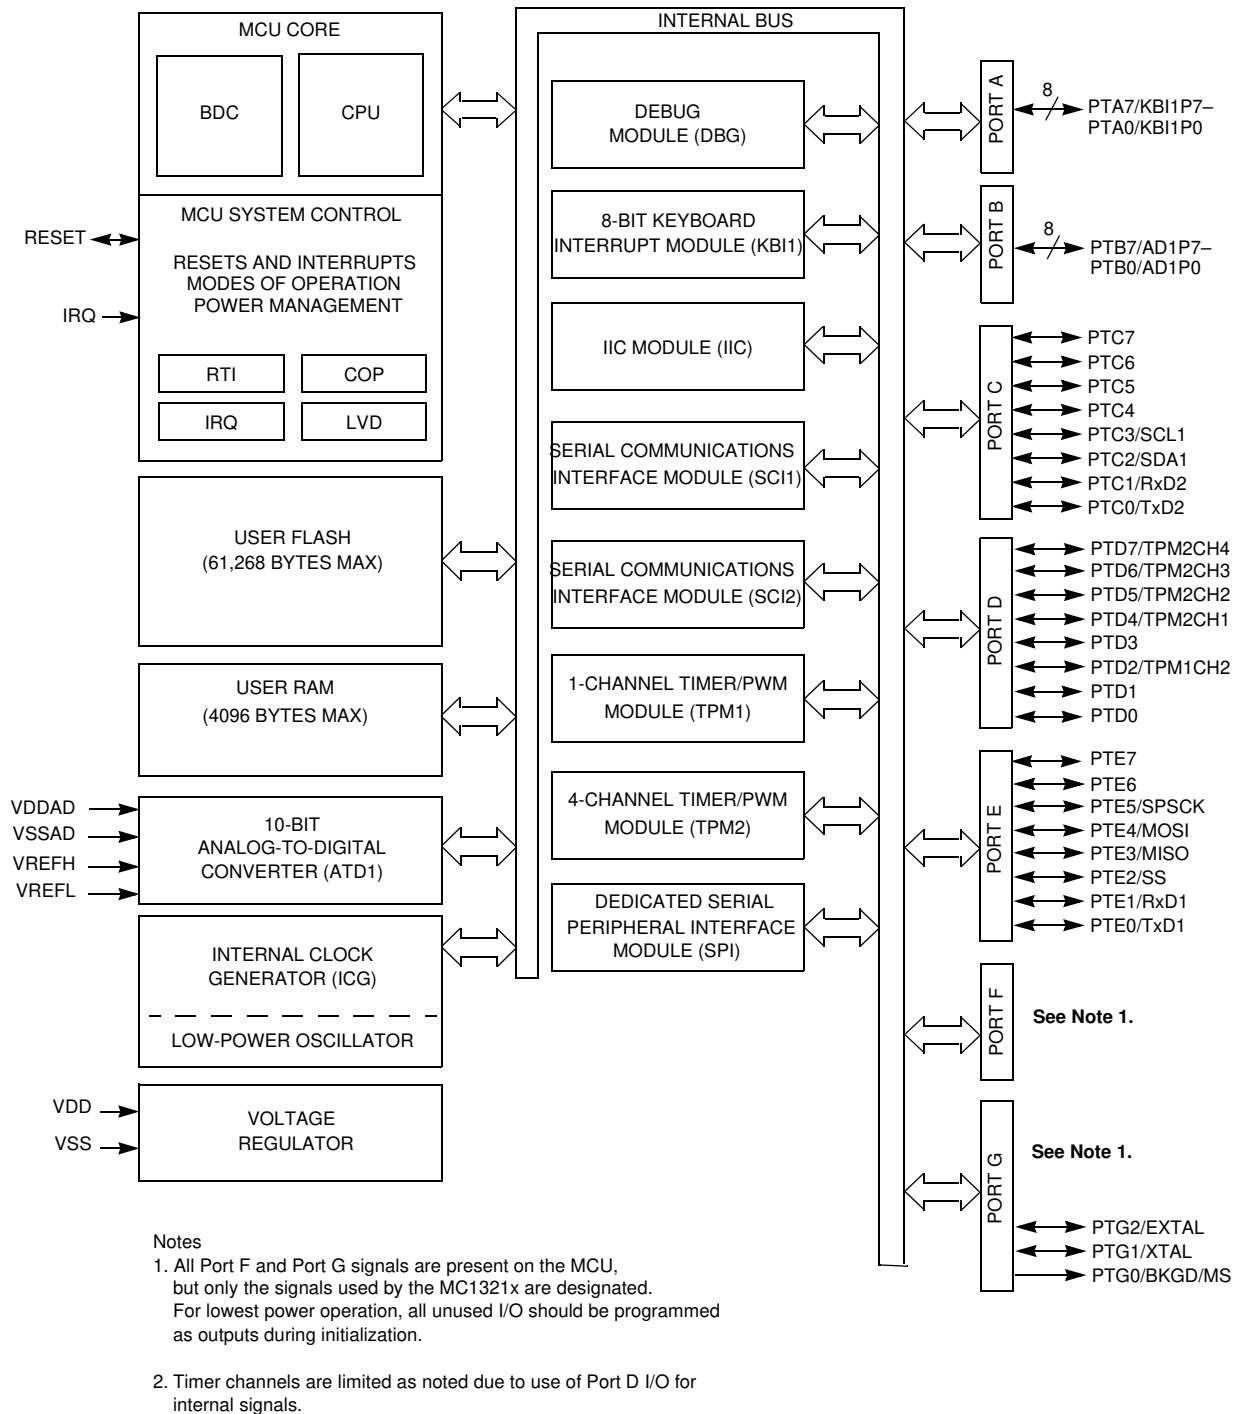 MCU CORE
BDC
CPU
MCU SYSTEM CONTROL
RESETS AND INTERRUPTS
MODES OF OPERATION
POWER MANAGEMENT
RTI
COP
IRQ
LVD
RESET
IRQ
USER FLASH
(61,268 BYTES MAX)
USER RAM
(4096 BYTES MAX)
VDDAD
VSSAD
VREFH
VREFL
10-BIT
ANALOG-TO-DIGITAL
CONVERTER (ATD1)
INTERNAL CLOCK
GENERATOR (ICG)
LOW-POWER OSCILLATOR
VDD
VSS
VOLTAGE
REGULATOR
INTERNAL BUS
DEBUG
MODULE (DBG)
8-BIT KEYBOARD
INTERRUPT MODULE (KBI1)
IIC MODULE (IIC)
SERIAL COMMUNICATIONS
INTERFACE MODULE (SCI1)
SERIAL COMMUNICATIONS
INTERFACE MODULE (SCI2)
1-CHANNEL TIMER/PWM
MODULE (TPM1)
4-CHANNEL TIMER/PWM
MODULE (TPM2)
DEDICATED SERIAL
PERIPHERAL INTERFACE
MODULE (SPI)
PORT A
8
PTA7/KBI1P7–
PTA0/KBI1P0
PORT B
8
PTB7/AD1P7–
PTB0/AD1P0
PORT C
PTC7
PTC6
PTC5
PTC4
PTC3/SCL1
PTC2/SDA1
PTC1/RxD2
PTC0/TxD2
PORT D
PTD7/TPM2CH4
PTD6/TPM2CH3
PTD5/TPM2CH2
PTD4/TPM2CH1
PTD3
PTD2/TPM1CH2
PTD1
PTD0
PORT E
PTE7
PTE6
PTE5/SPSCK
PTE4/MOSI
PTE3/MISO
PTE2/SS
PTE1/RxD1
PTE0/TxD1
PORT F
See Note 1.
PORT G
See Note 1.
PTG2/EXTAL
PTG1/XTAL
PTG0/BKGD/MS
Notes
1. All Port F and Port G signals are present on the MCU,
but only the signals used by the MC1321x are designated.
For lowest power operation, all unused I/O should be programmed
as outputs during initialization.
2. Timer channels are limited as noted due to use of Port D I/O for
internal signals.